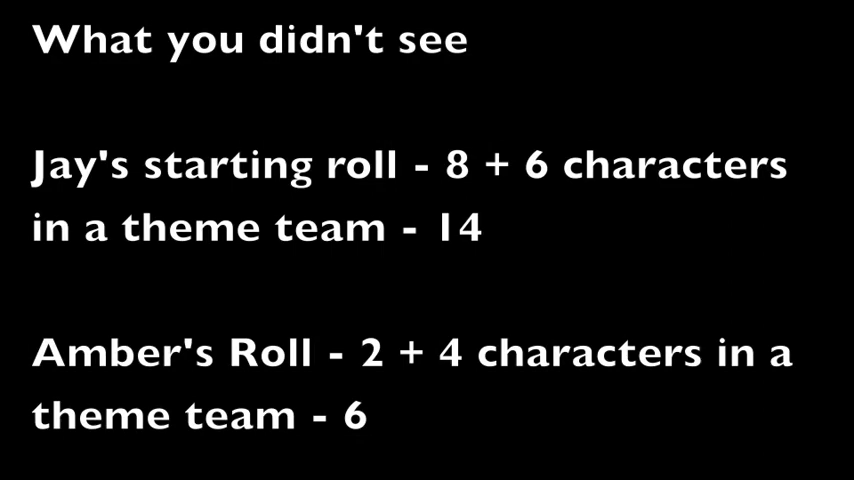 What you didn't see
Jay's starting roll - 8 + 6 characters
in a theme team - 14
Amber's Roll - 2 + 4 characters in a
theme team - 6